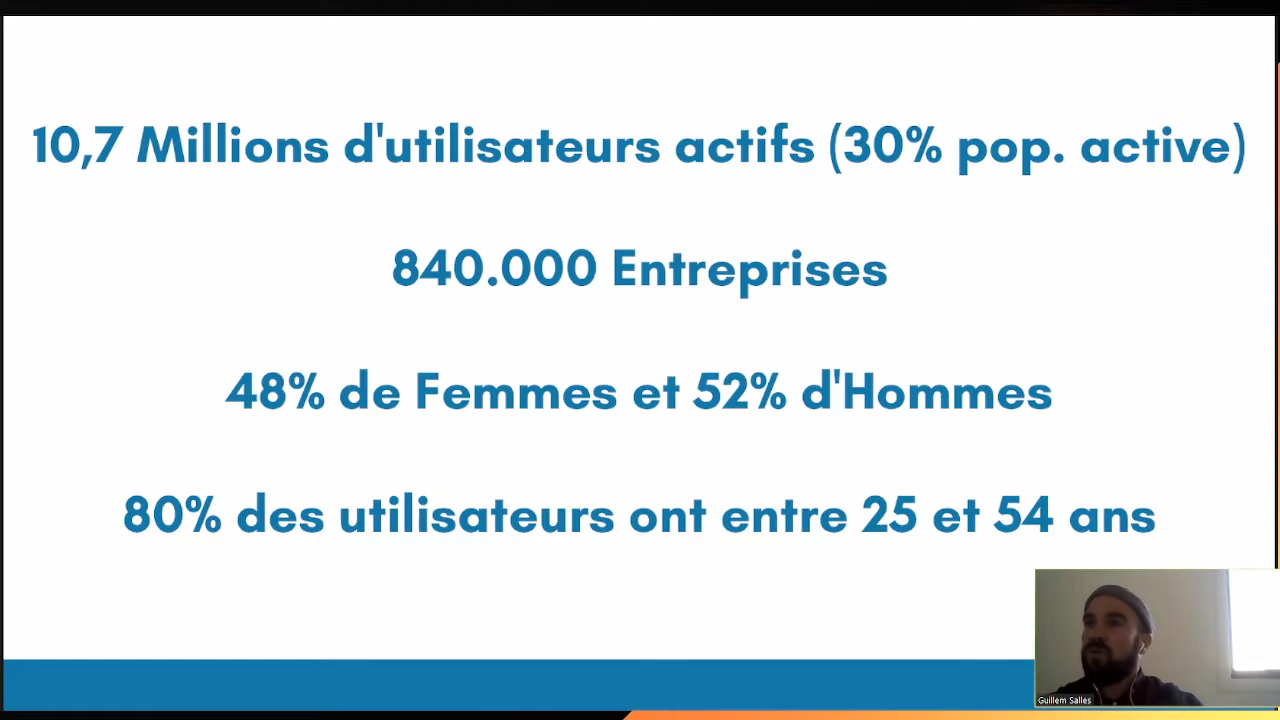 10,7 Millions d'utilisateurs actifs (30% pop. active)
840.000 Entreprises
48% de Femmes et 52% d'Hommes
80% des utilisateurs ont entre 25 et 54 ans
Guillem Salles